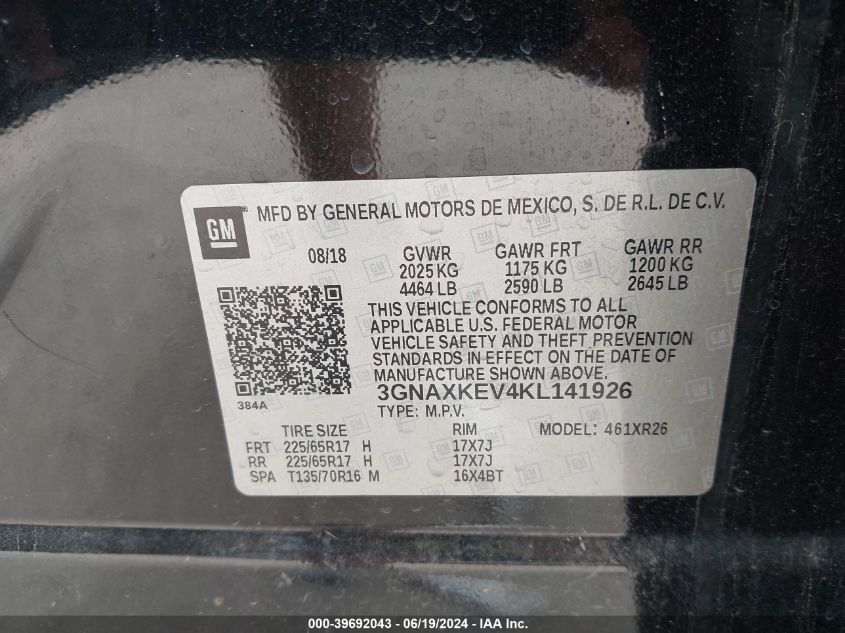 GM
MFD BY GENERAL MOTORS DE MEXICO, S. DE R.L. DE C.V.
08/18 GVWR GAWR FRT GAWR RR
2025 KG 1175 KG 1200 KG
4464 LB 2590 LB 2645 LB
THIS VEHICLE CONFORMS TO ALL
APPLICABLE U.S. FEDERAL MOTOR
VEHICLE SAFETY AND THEFT PREVENTION
STANDARDS IN EFFECT ON THE DATE OF
MANUFACTURE SHOWN ABOVE.
384A
3GNAXKEV4KL141926
TYPE: M.P.V.
TIRE SIZE RIM MODEL: 461XR26
FRT 225/65R17 H 17X7J
RR 225/65R17 H 17X7J
SPA T135/70R16 M 16X4BT
000-39692043 - 06/19/2024 - IAA Inc.